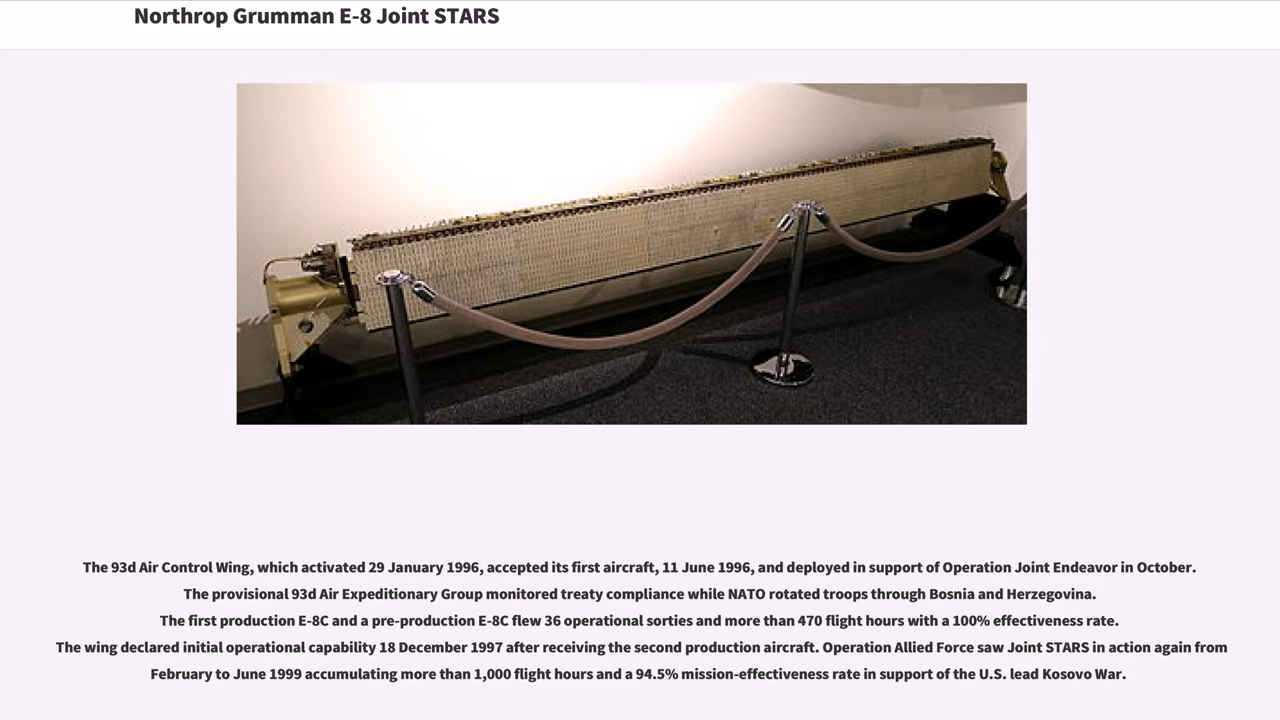 Northrop Grumman E-8 Joint STARS
The 93d Air Control Wing, which activated 29 January 1996, accepted its first aircraft, 11 June 1996, and deployed in support of Operation Joint Endeavor in October.
The provisional 93d Air Expeditionary Group monitored treaty compliance while NATO rotated troops through Bosnia and Herzegovina.
The first production E-8C and a pre-production E-8C flew 36 operational sorties and more than 470 flight hours with a 100% effectiveness rate.
The wing declared initial operational capability 18 December 1997 after receiving the second production aircraft. Operation Allied Force saw Joint STARS in action again from
February to June 1999 accumulating more than 1,000 flight hours and a 94.5% mission-effectiveness rate in support of the U.S. lead Kosovo War.